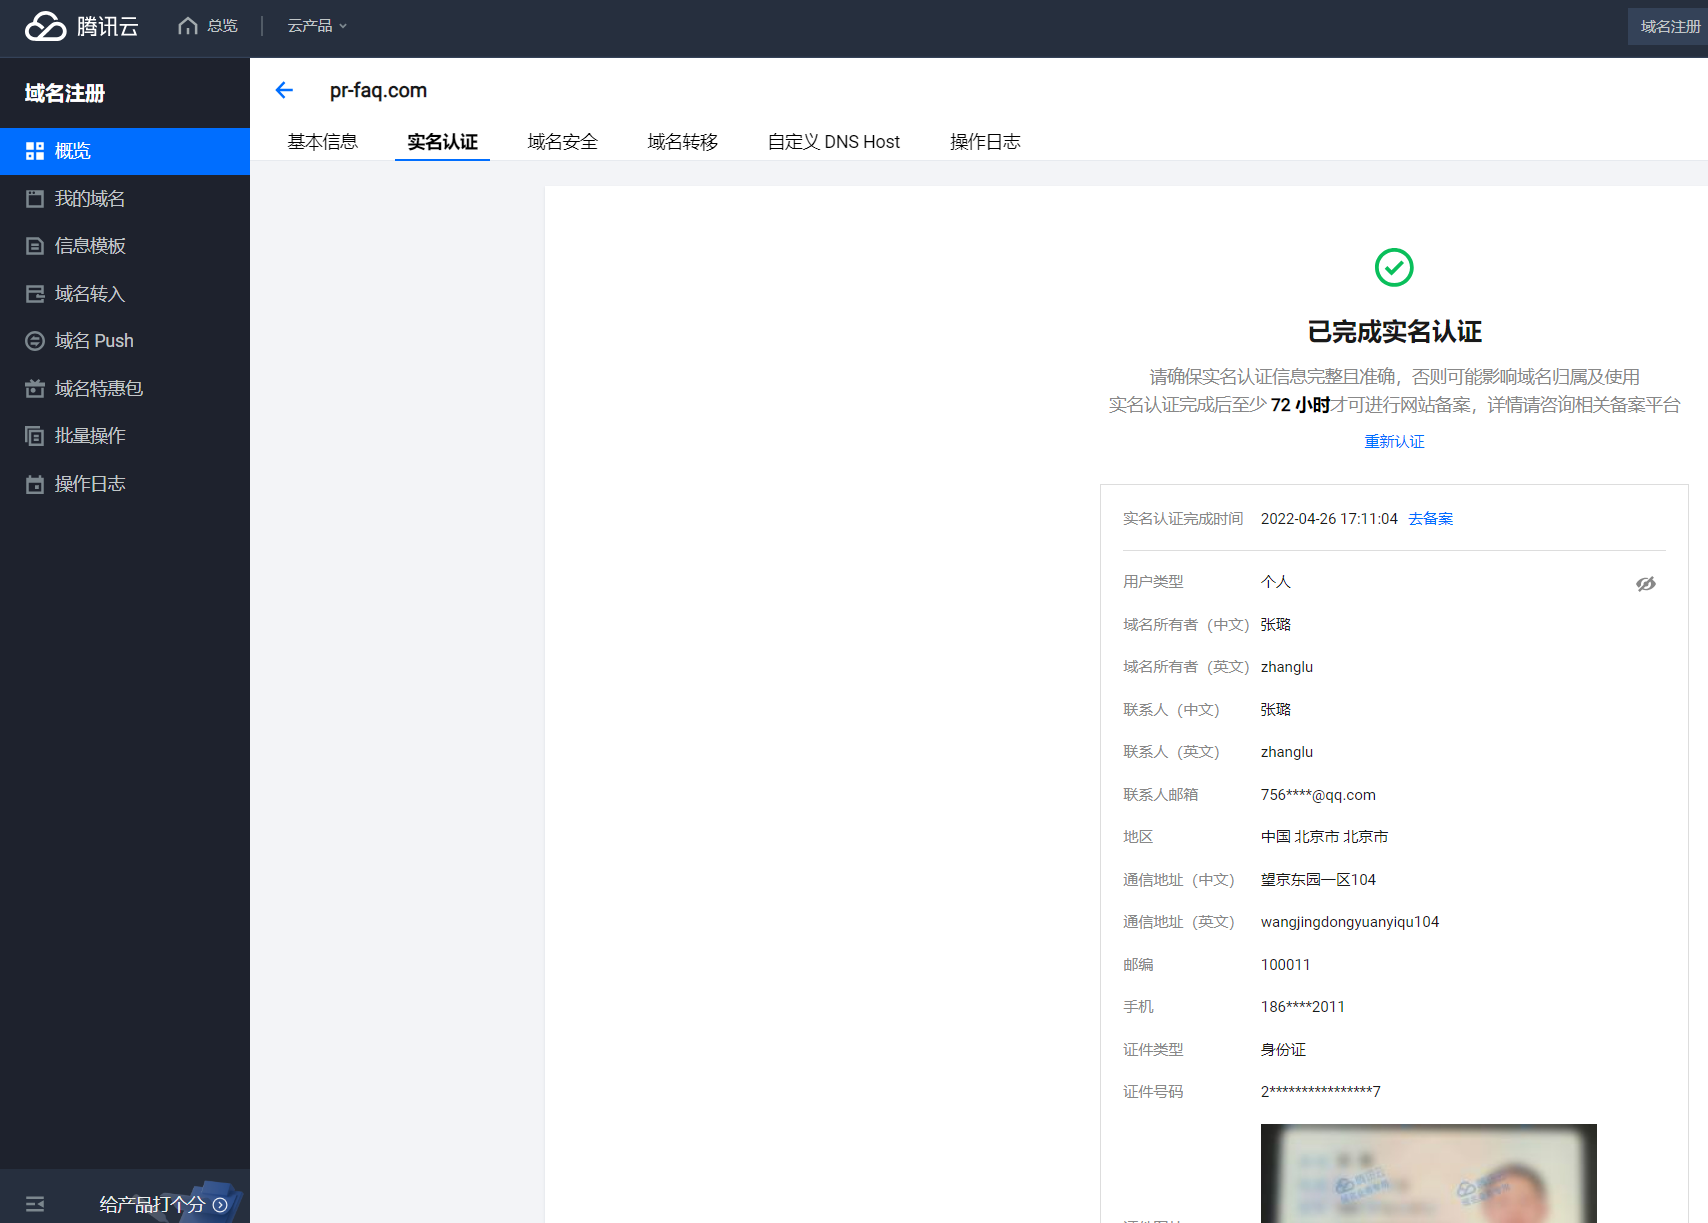 腾讯云
总览
云产品
域名注册
域名注册
概览
我的域名
信息模板
域名转入
域名 Push
域名特惠包
批量操作
操作日志
给产品打个分
pr-faq.com
基本信息
实名认证
域名安全
域名转移
自定义 DNS Host
操作日志
已完成实名认证
请确保实名认证信息完整且准确，否则可能影响域名归属及使用
实名认证完成后至少 72 小时才可进行网站备案，详情请咨询相关备案平台
重新认证
实名认证完成时间 2022-04-26 17:11:04 去备案
用户类型 个人
域名所有者（中文） 张璐
域名所有者（英文） zhanglu
联系人（中文） 张璐
联系人（英文） zhanglu
联系人邮箱 756****@qq.com
地区 中国 北京市 北京市
通信地址（中文） 望京东园一区104
通信地址（英文） wangjingdongyuanyiqu104
邮编 100011
手机 186****2011
证件类型 身份证
证件号码 2****************7
腾讯云